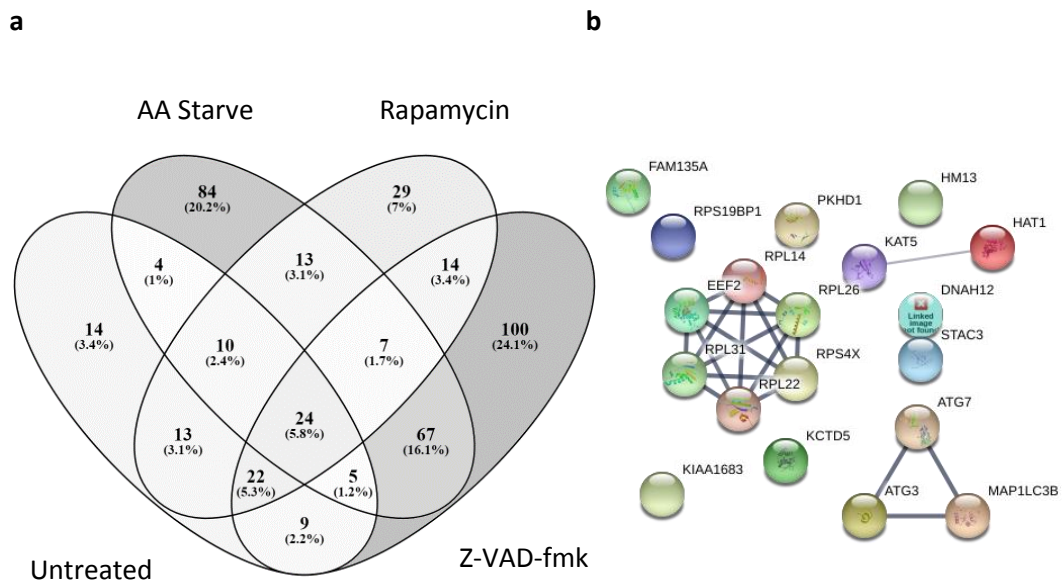 a
b
AA Starve
Rapamycin
84
(20.2%)
29
(7%)
4
(1%)
13
(3.1%)
14
(3.4%)
14
(3.4%)
10
(2.4%)
7
(1.7%)
100
(24.1%)
24
(5.8%)
13
(3.1%)
67
(16.1%)
22
(5.3%)
5
(1.2%)
9
(2.2%)
Untreated
Z-VAD-fmk
FAM135A
HM13
PKHD1
RPS19BP1
HAT1
KAT5
RPL14
EEF2
RPL26
DNAH12
Linked
image
not found
STAC3
RPL31
RPS4X
RPL22
ATG7
KCTD5
KIAA1683
ATG3
MAP1LC3B